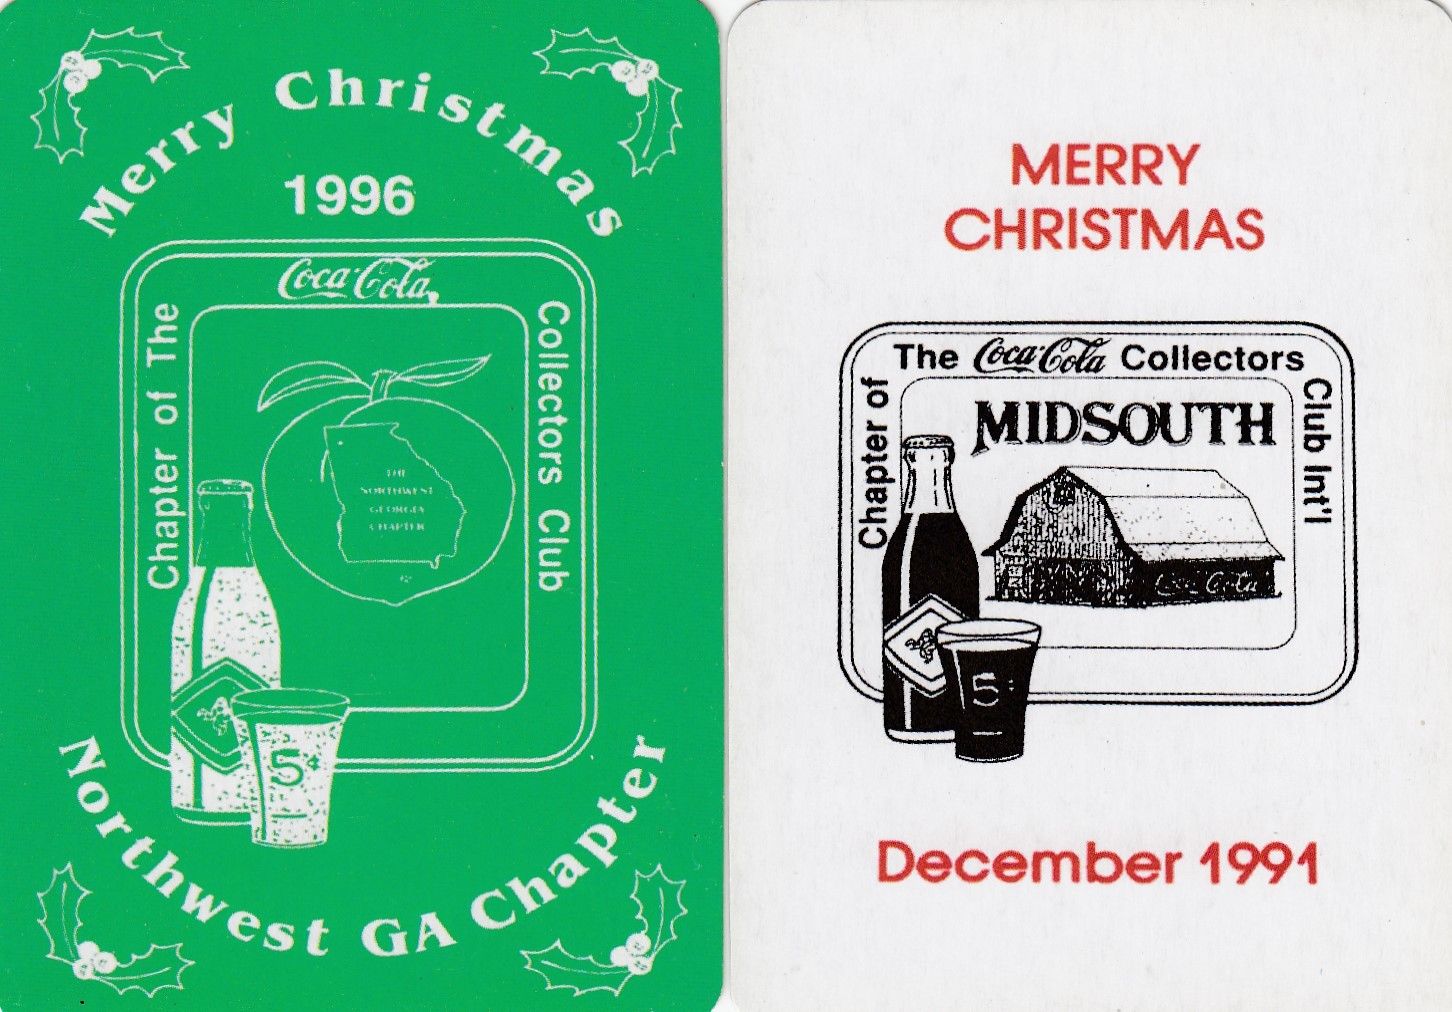 Merry Christmas
1996
Coca-Cola
Chapter of The
Collectors Club
THE
NORTHWEST
GEORGIA
CHAPTER
5¢
Northwest GA Chapter
MERRY
CHRISTMAS
The Coca-Cola Collectors
Chapter of
Club Int'l
MIDSOUTH
Coca-Cola
5¢
December 1991